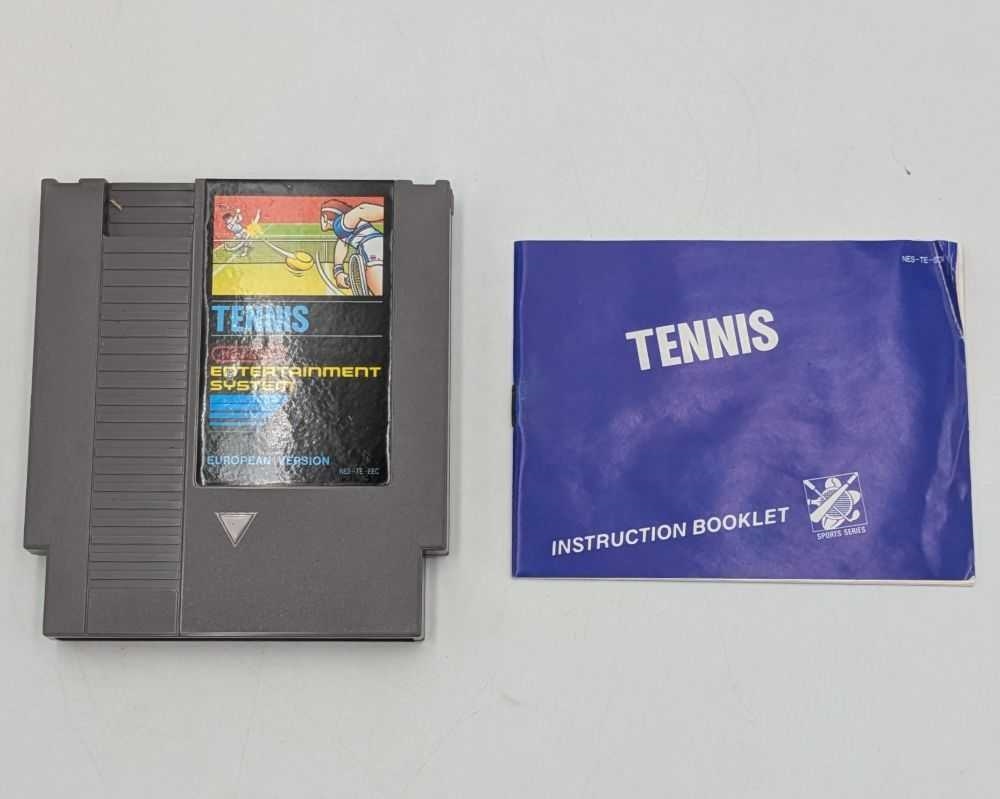 TENNIS
Nintendo
ENTERTAINMENT
SYSTEM
EUROPEAN VERSION
NES-TE-EEC
TENNIS
INSTRUCTION BOOKLET
SPORTS SERIES